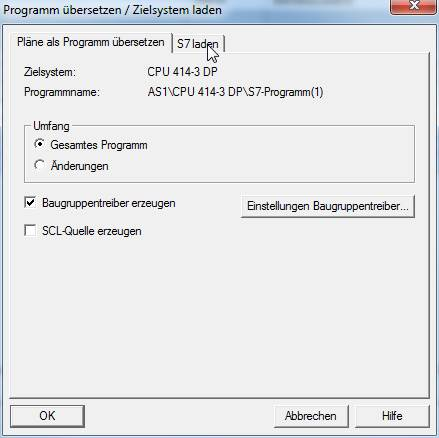 Programm übersetzen / Zielsystem laden
Pläne als Programm übersetzen S7 laden
Zielsystem: CPU 414-3 DP
Programmname: AS1\CPU 414-3 DP\S7-Programm(1)
Umfang
Gesamtes Programm
Änderungen
Baugruppentreiber erzeugen Einstellungen Baugruppentreiber...
SCL-Quelle erzeugen
OK Abbrechen Hilfe